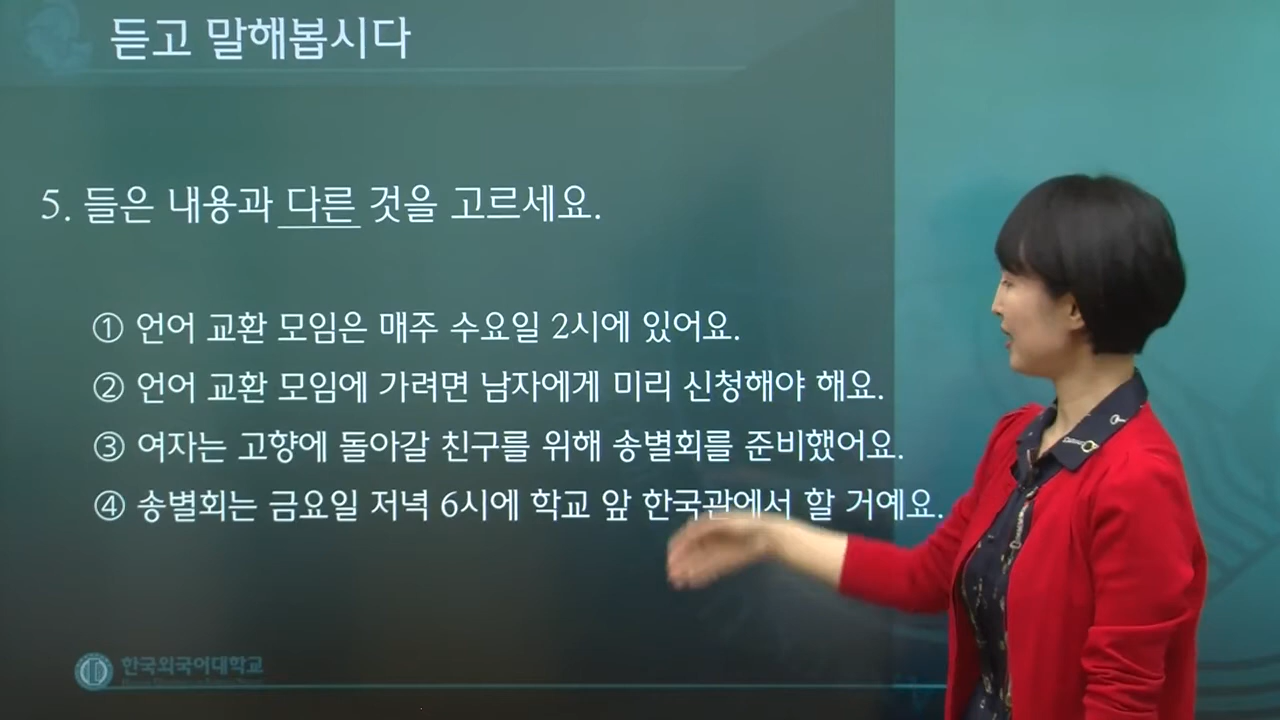 듣고 말해봅시다
5. 들은 내용과 다른 것을 고르세요.
① 언어 교환 모임은 매주 수요일 2시에 있어요.
② 언어 교환 모임에 가려면 남자에게 미리 신청해야 해요.
③ 여자는 고향에 돌아갈 친구를 위해 송별회를 준비했어요.
④ 송별회는 금요일 저녁 6시에 학교 앞 한국관에서 할 거예요.
한국외국어대학교